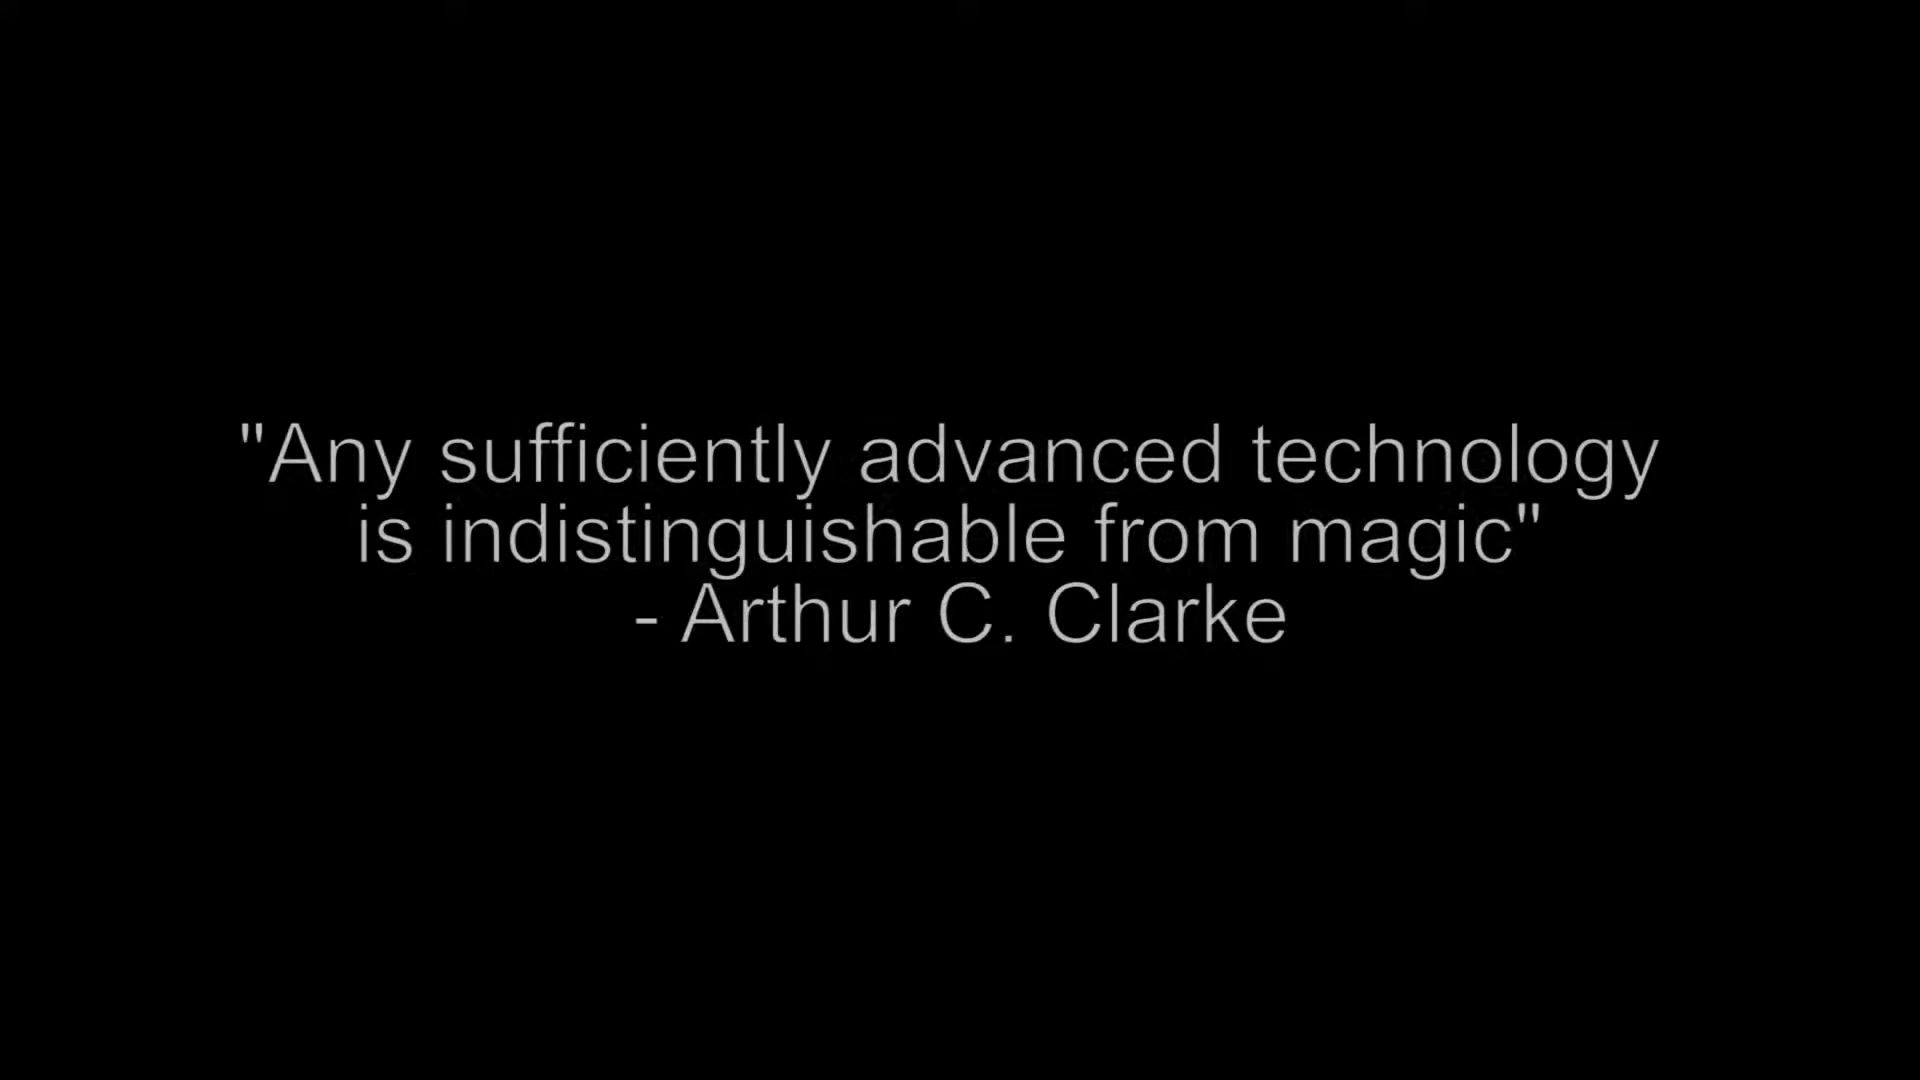 "Any sufficiently advanced technology
is indistinguishable from magic"
- Arthur C. Clarke